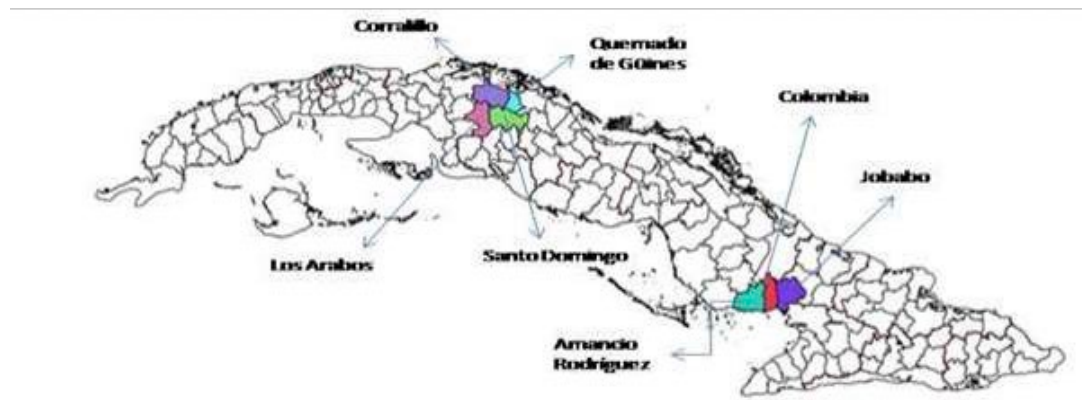 Corralillo
Quemado
de Güines
Colombia
Jobabo
Los Arabos
Santo Domingo
Amancio
Rodríguez